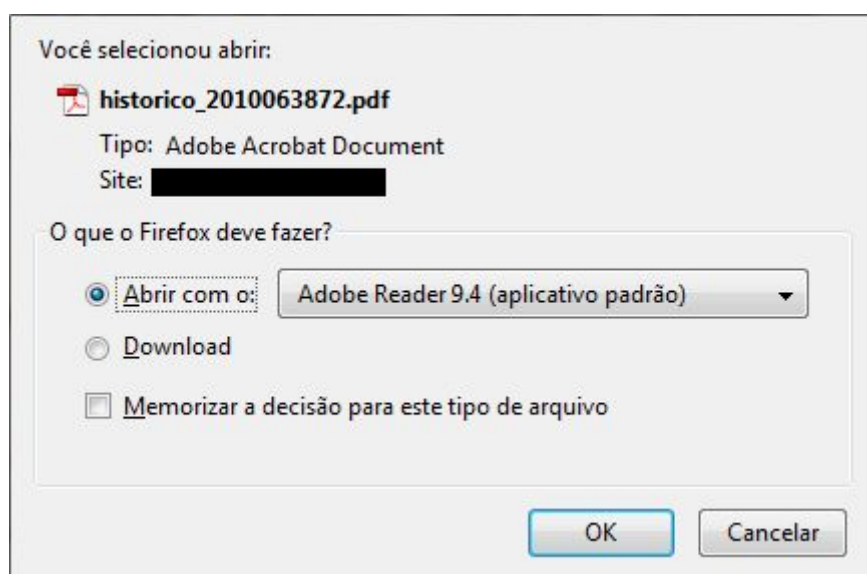 Você selecionou abrir:
historico_2010063872.pdf
Tipo: Adobe Acrobat Document
Site:
O que o Firefox deve fazer?
Abrir com o: Adobe Reader 9.4 (aplicativo padrão)
Download
Memorizar a decisão para este tipo de arquivo
OK Cancelar